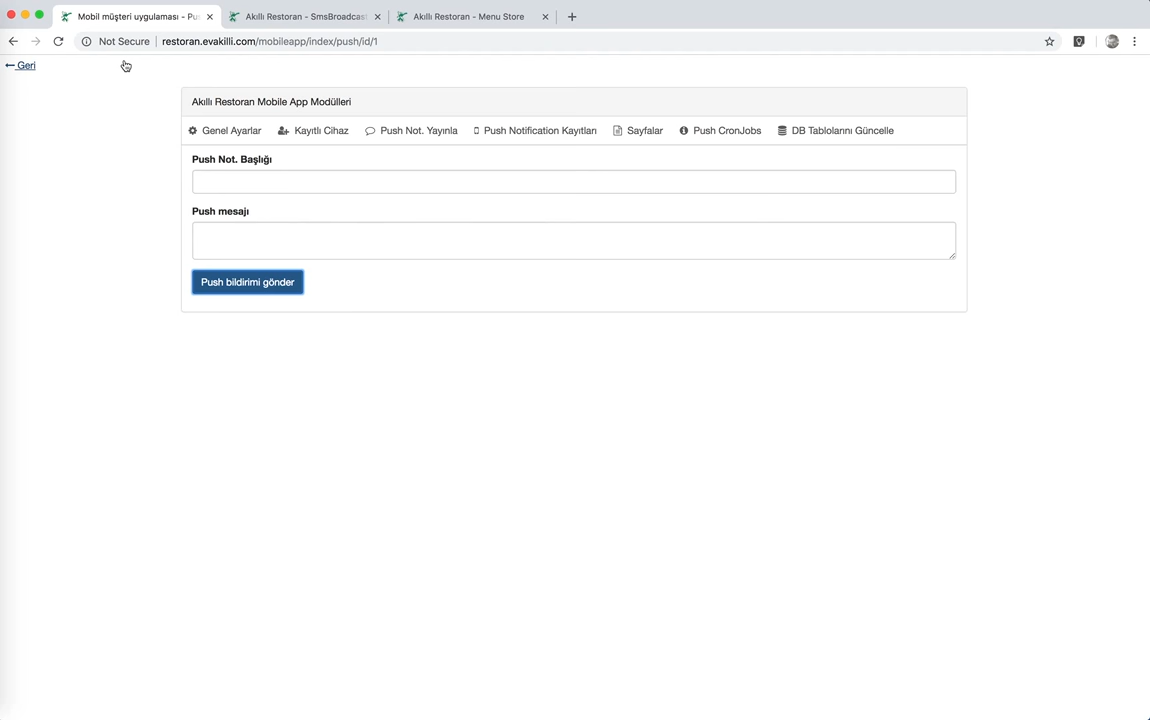 Mobil müşteri uygulaması - Pu
Akıllı Restoran - SmsBroadcast
Akıllı Restoran - Menu Store
Not Secure
restoran.evakilli.com/mobileapp/index/push/id/1
Geri
Akıllı Restoran Mobile App Modülleri
Genel Ayarlar
Kayıtlı Cihaz
Push Not. Yayınla
Push Notification Kayıtları
Sayfalar
Push CronJobs
DB Tablolarını Güncelle
Push Not. Başlığı
Push mesajı
Push bildirimi gönder